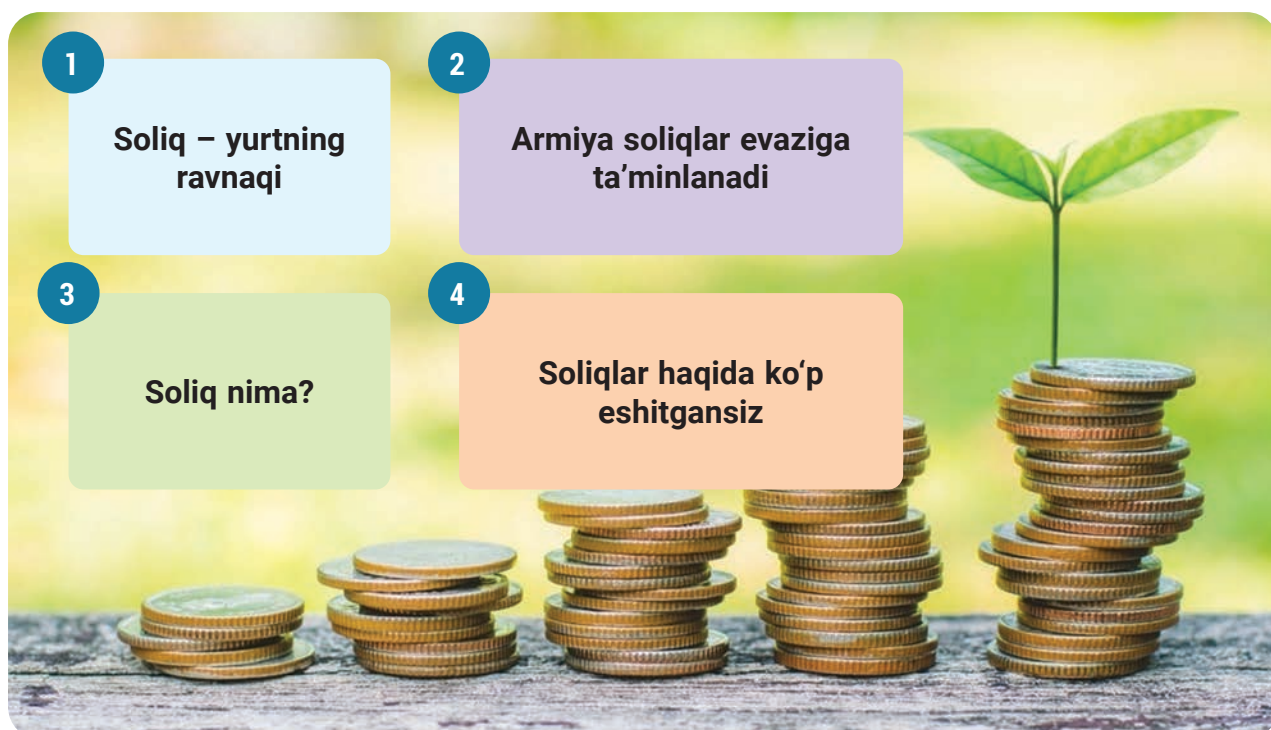 1
Soliq – yurtning
ravnaqi
2
Armiya soliqlar evaziga
ta’minlanadi
3
Soliq nima?
4
Soliqlar haqida ko‘p
eshitgansiz